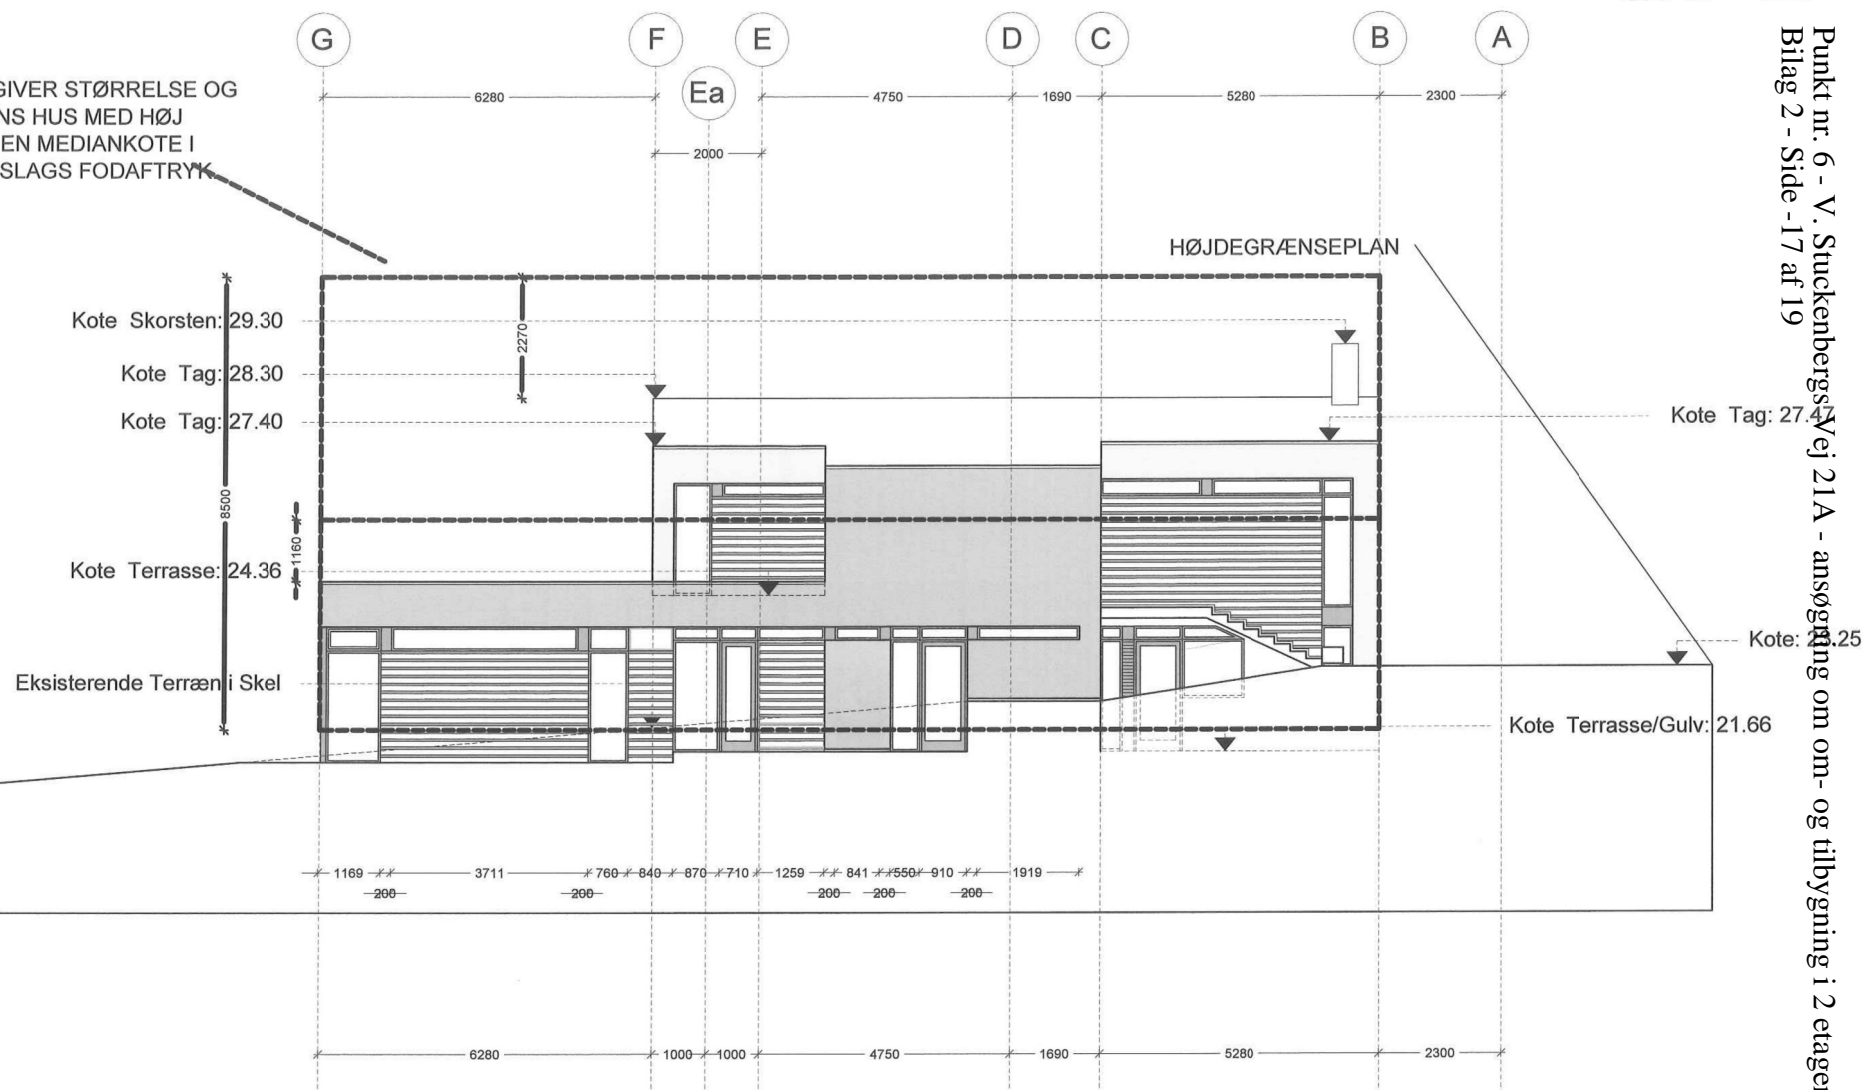 G
F
E
D
C
B
A
Ea
GIVER STØRRELSE OG
NS HUS MED HØJ
EN MEDIANKOTE I
SLAGS FODAFTRYK.
6280
4750
1690
5280
2300
2000
HØJDEGRÆNSEPLAN
Kote Skorsten: 29.30
2270
Kote Tag: 28.30
Kote Tag: 27.40
Kote Tag: 27.47
8500
1160
Kote Terrasse: 24.36
Kote: 23.25
Eksisterende Terræn i Skel
Kote Terrasse/Gulv: 21.66
1169
3711
760
840
870
710
1259
841
550
910
1919
200
200
200
200
200
6280
1000
1000
4750
1690
5280
2300
Punkt nr. 6 - V. Stuckenbergs Vej 21A - ansøgning om om- og tilbygning i 2 etager
Bilag 2 - Side -17 af 19